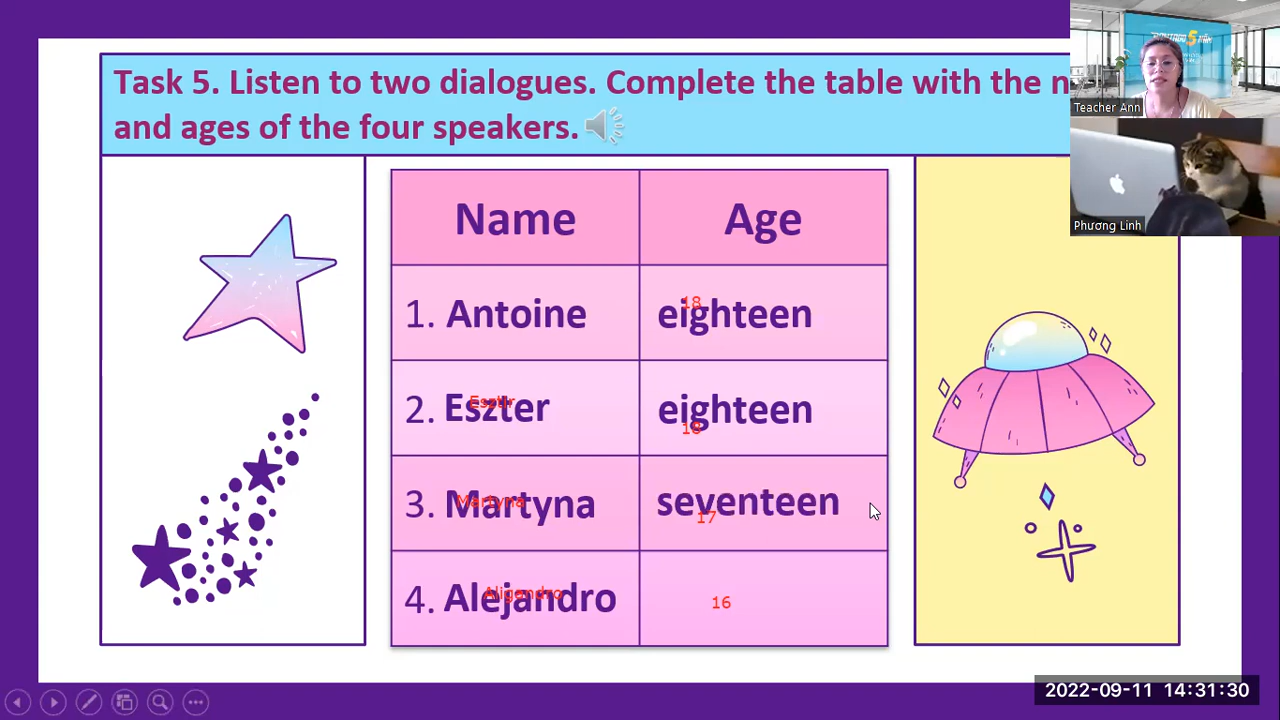 Task 5. Listen to two dialogues. Complete the table with the n
and ages of the four speakers.
Name Age
1. Antoine eighteen
18
2. Eszter eighteen
Esztir
18
3. Martyna seventeen
Martyna
17
4. Alejandro
Aligandro
16
Teacher Ann
Phương Linh
2022-09-11 14:31:30